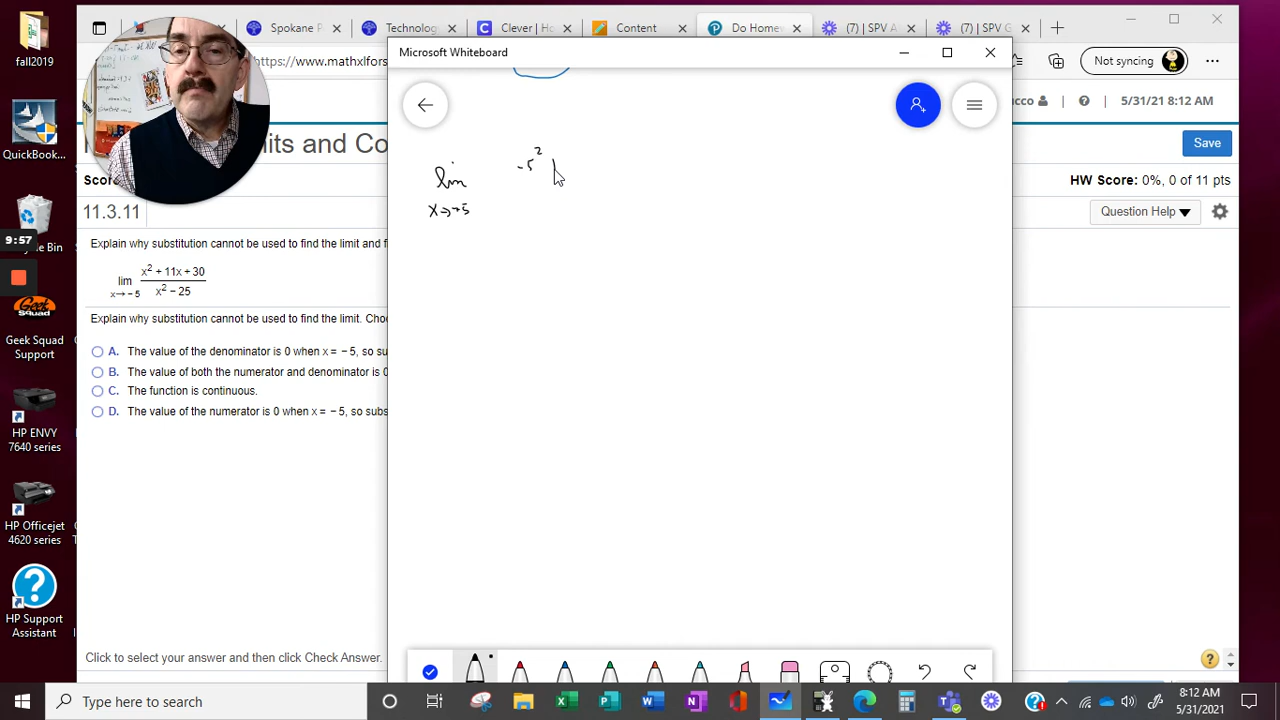 fall2019
Spokane P
Technolog
Clever | Ho
Content
Do Homew
(7) | SPV A
(7) | SPV G
https://www.mathxlfors
Microsoft Whiteboard
Not syncing
ucco
5/31/21 8:12 AM
QuickBook...
its and Co
Save
Score
HW Score: 0%, 0 of 11 pts
11.3.11
Question Help
9:57
Bin
Explain why substitution cannot be used to find the limit and f
lim x→-5 (x² + 11x + 30)/(x² - 25)
lim -5²
x→-5
Explain why substitution cannot be used to find the limit. Choo
A. The value of the denominator is 0 when x = -5, so su
B. The value of both the numerator and denominator is 0
C. The function is continuous.
D. The value of the numerator is 0 when x = -5, so subs
Geek Squad
Support
HP ENVY
7640 series
HP Officejet
4620 series
HP Support
Assistant
Click to select your answer and then click Check Answer.
Type here to search
8:12 AM
5/31/2021